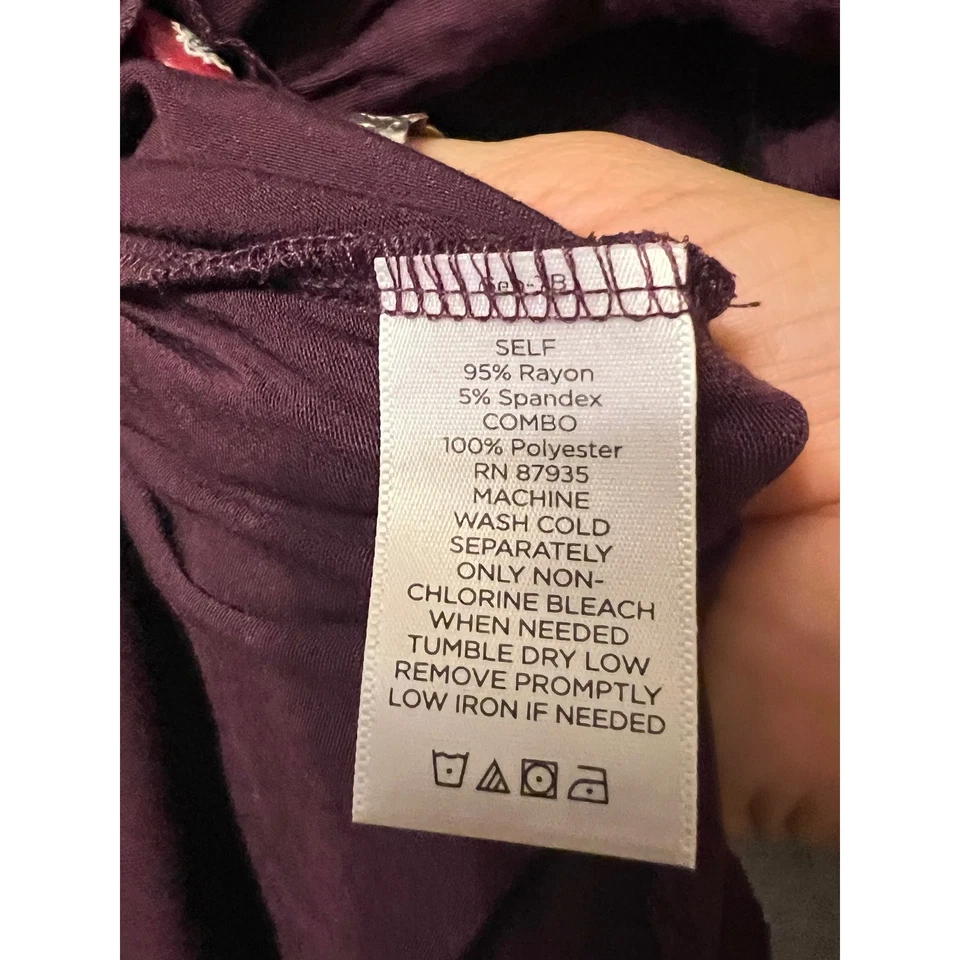 SELF
95% Rayon
5% Spandex
COMBO
100% Polyester
RN 87935
MACHINE
WASH COLD
SEPARATELY
ONLY NON-
CHLORINE BLEACH
WHEN NEEDED
TUMBLE DRY LOW
REMOVE PROMPTLY
LOW IRON IF NEEDED